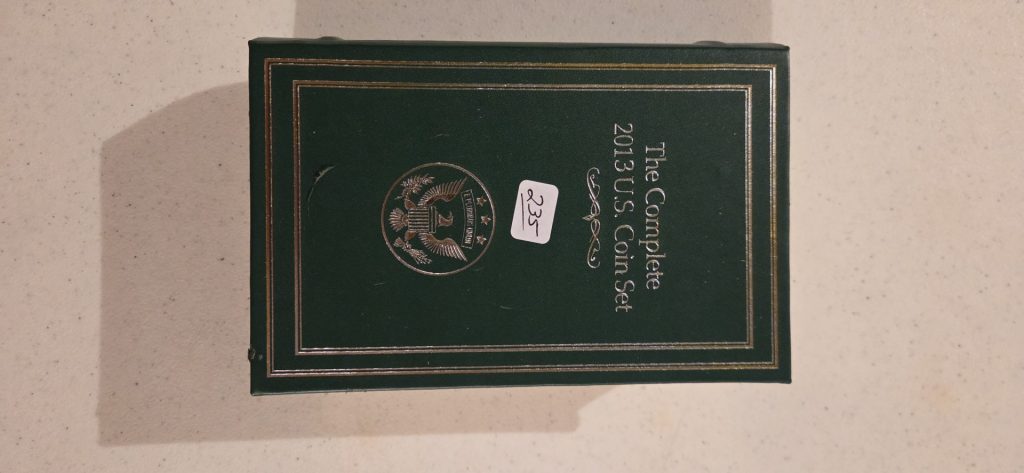 The Complete
2013 U.S. Coin Set
235